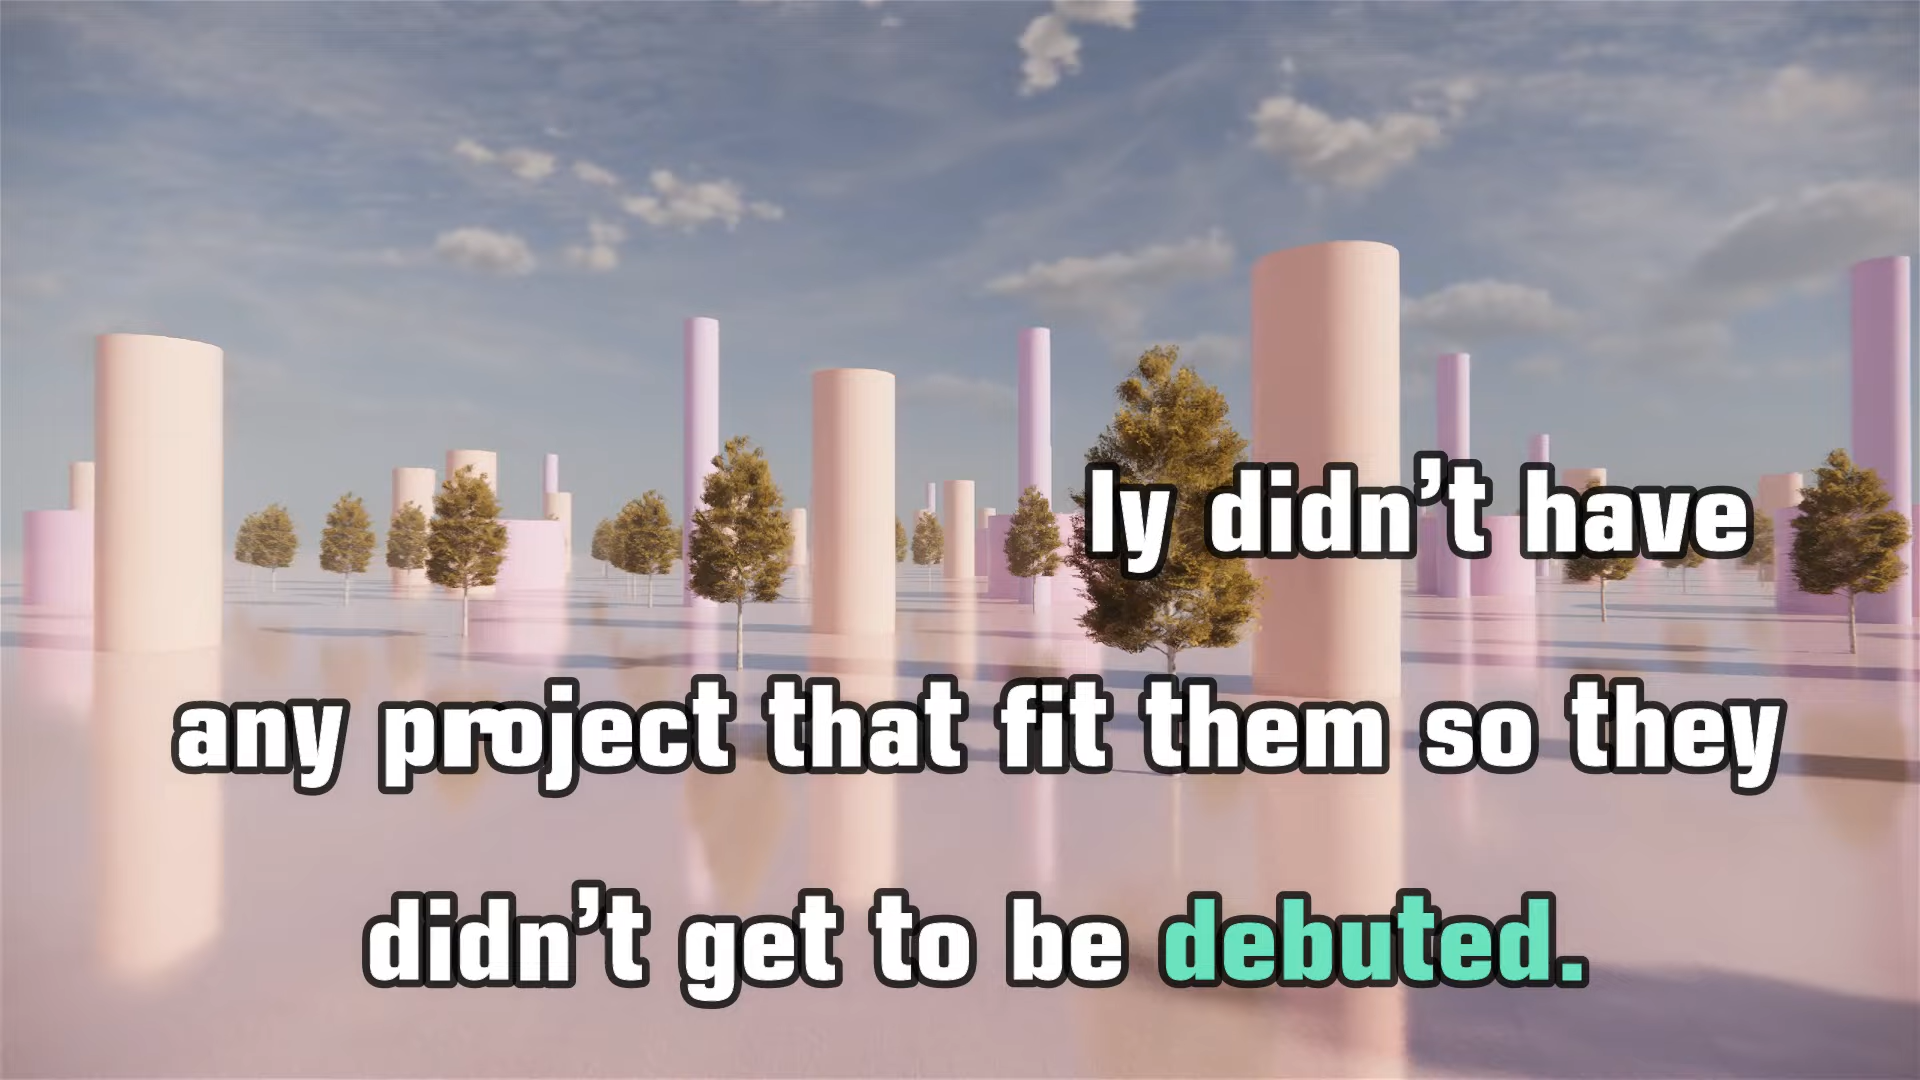 ly didn't have
any project that fit them so they
didn't get to be debuted.